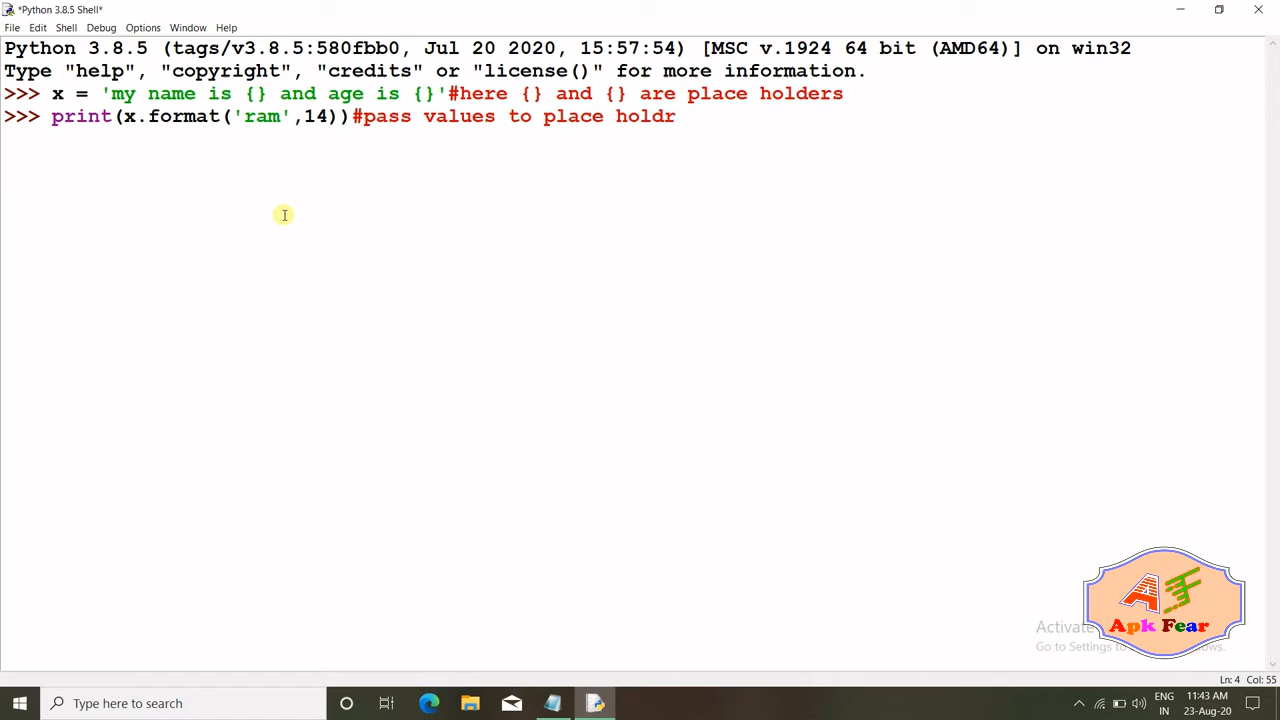 *Python 3.8.5 Shell*
File Edit Shell Debug Options Window Help
Python 3.8.5 (tags/v3.8.5:580fbb0, Jul 20 2020, 15:57:54) [MSC v.1924 64 bit (AMD64)] on win32
Type "help", "copyright", "credits" or "license()" for more information.
>>> x = 'my name is {} and age is {}'#here {} and {} are place holders
>>> print(x.format('ram',14))#pass values to place holdr
Apk Fear
Activate
Go to Settings
Ln: 4 Col: 55
Type here to search
ENG
IN
11:43 AM
23-Aug-20